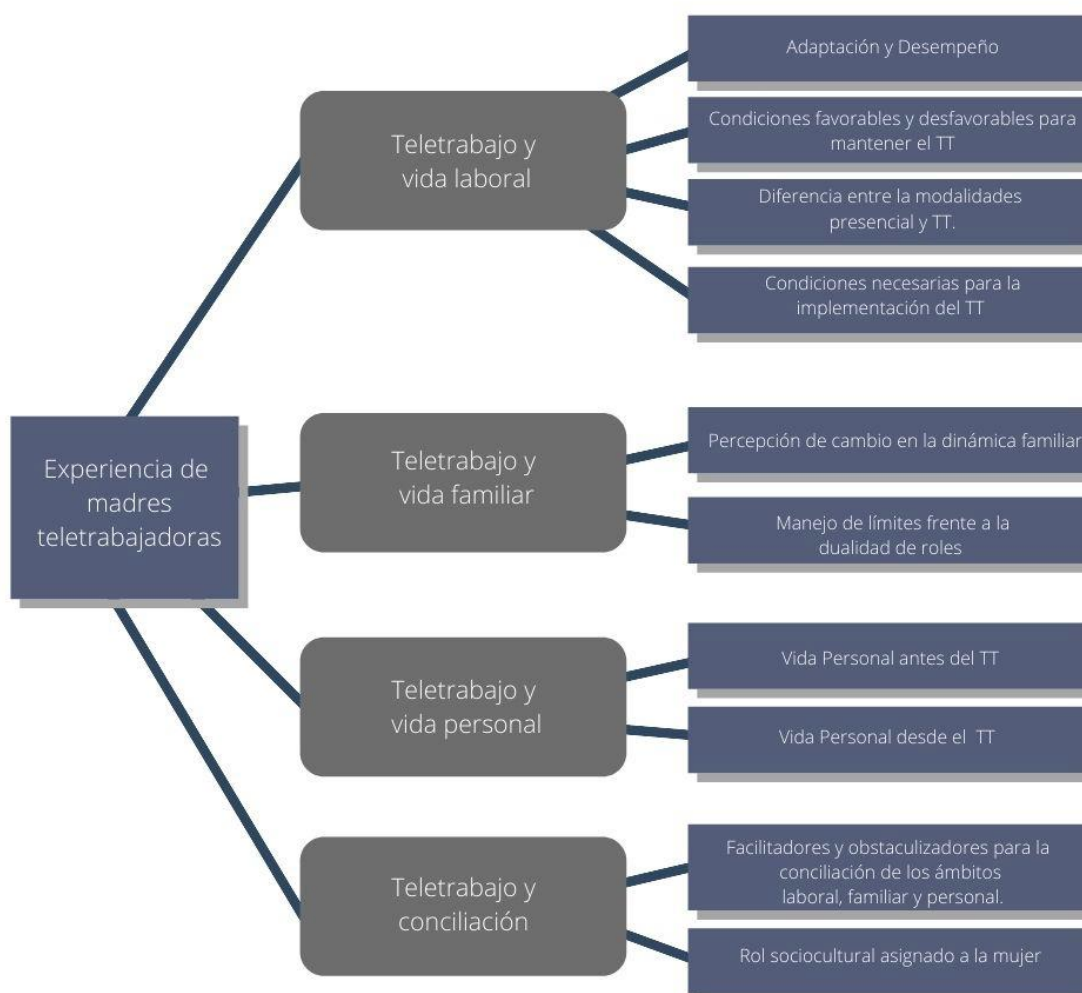 Experiencia de
madres
teletrabajadoras
Teletrabajo y
vida laboral
Adaptación y Desempeño
Condiciones favorables y desfavorables para
mantener el TT
Diferencia entre la modalidades
presencial y TT.
Condiciones necesarias para la
implementación del TT
Teletrabajo y
vida familiar
Percepción de cambio en la dinámica familiar
Manejo de límites frente a la
dualidad de roles
Teletrabajo y
vida personal
Vida Personal antes del TT
Vida Personal desde el TT
Teletrabajo y
conciliación
Facilitadores y obstaculizadores para la
conciliación de los ámbitos
laboral, familiar y personal.
Rol sociocultural asignado a la mujer